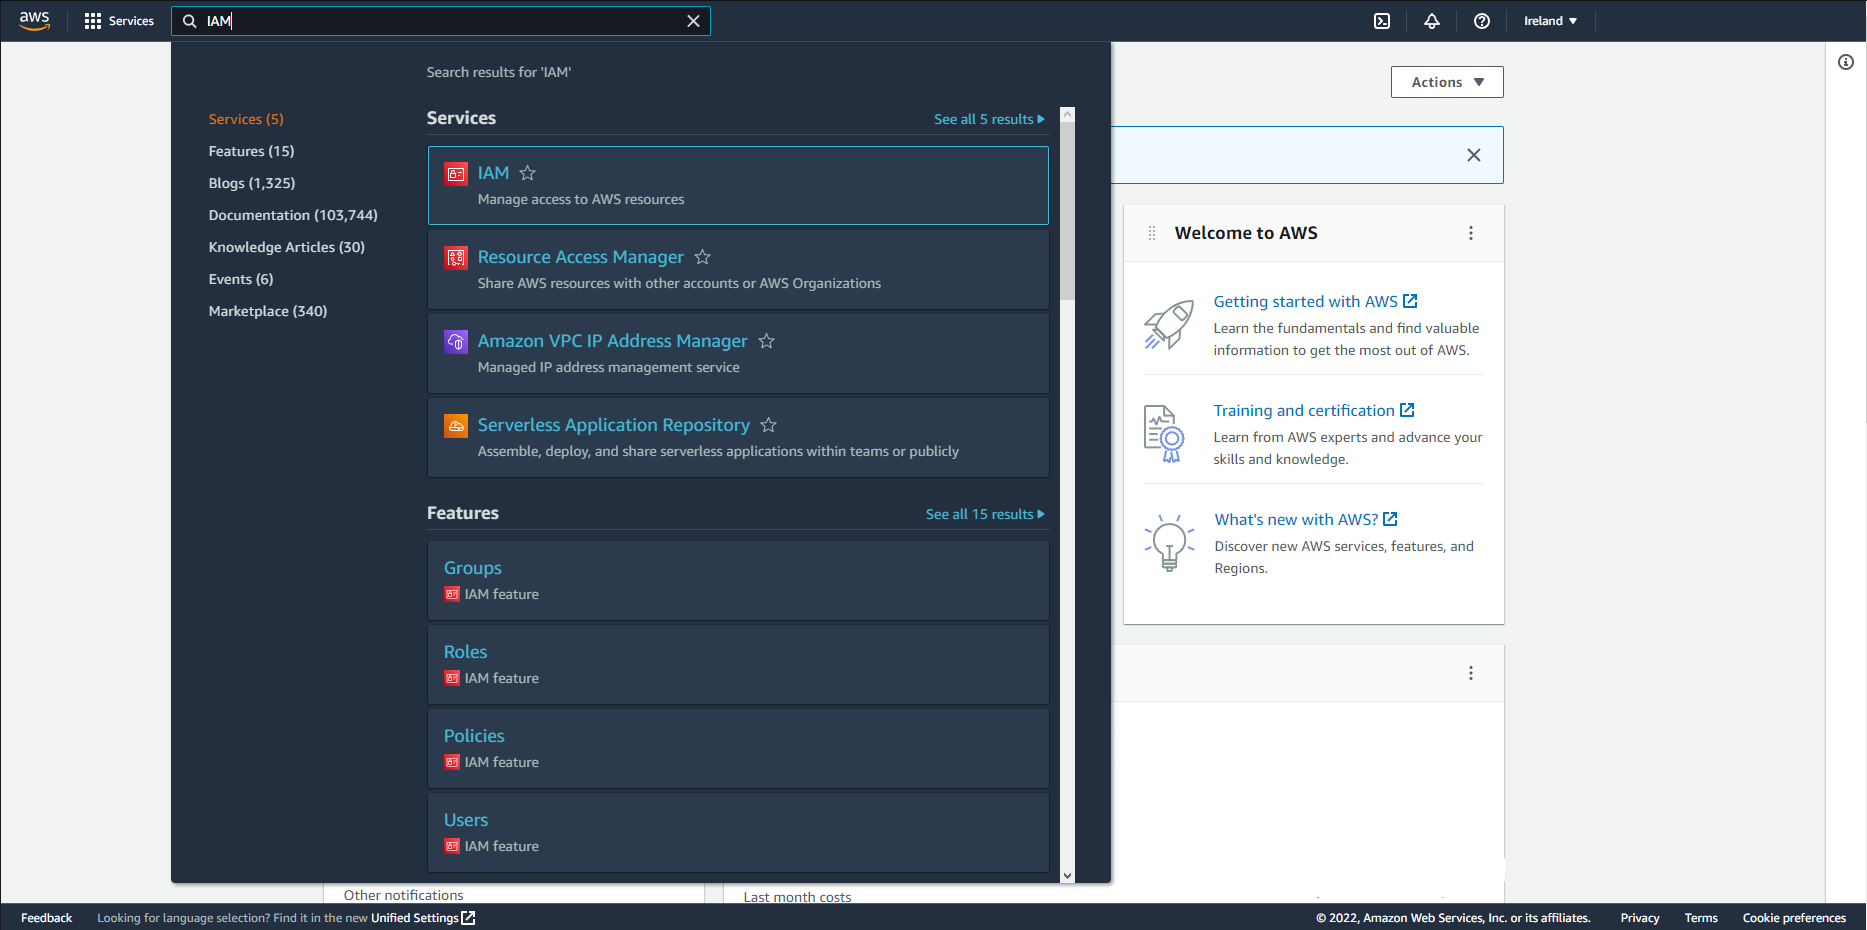 aws
Services
IAM
Ireland
Search results for 'IAM'
Services (5)
Features (15)
Blogs (1,325)
Documentation (103,744)
Knowledge Articles (30)
Events (6)
Marketplace (340)
Services
See all 5 results
IAM
Manage access to AWS resources
Resource Access Manager
Share AWS resources with other accounts or AWS Organizations
Amazon VPC IP Address Manager
Managed IP address management service
Serverless Application Repository
Assemble, deploy, and share serverless applications within teams or publicly
Features
See all 15 results
Groups
IAM feature
Roles
IAM feature
Policies
IAM feature
Users
IAM feature
Actions
Welcome to AWS
Getting started with AWS
Learn the fundamentals and find valuable
information to get the most out of AWS.
Training and certification
Learn from AWS experts and advance your
skills and knowledge.
What's new with AWS?
Discover new AWS services, features, and
Regions.
Other notifications
Last month costs
Feedback
Looking for language selection? Find it in the new Unified Settings
© 2022, Amazon Web Services, Inc. or its affiliates.
Privacy
Terms
Cookie preferences